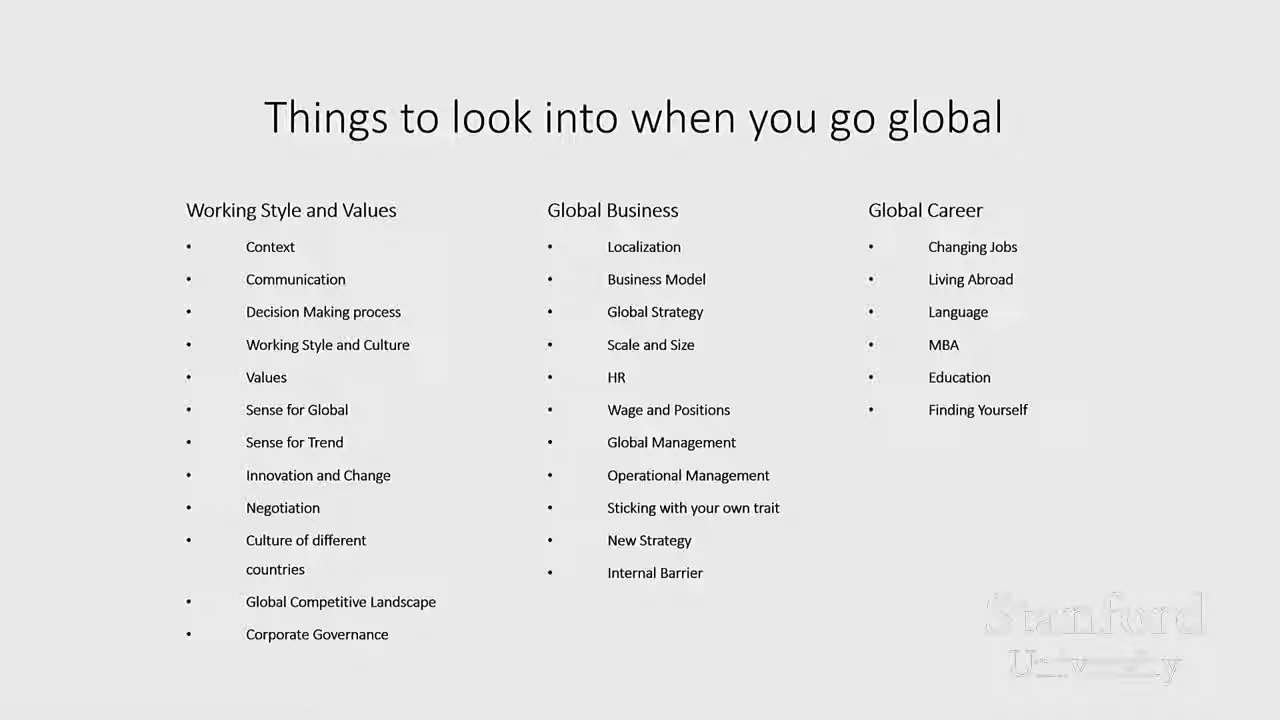 Things to look into when you go global
Working Style and Values
• Context
• Communication
• Decision Making process
• Working Style and Culture
• Values
• Sense for Global
• Sense for Trend
• Innovation and Change
• Negotiation
• Culture of different
countries
• Global Competitive Landscape
• Corporate Governance
Global Business
• Localization
• Business Model
• Global Strategy
• Scale and Size
• HR
• Wage and Positions
• Global Management
• Operational Management
• Sticking with your own trait
• New Strategy
• Internal Barrier
Global Career
• Changing Jobs
• Living Abroad
• Language
• MBA
• Education
• Finding Yourself
Stanford
University